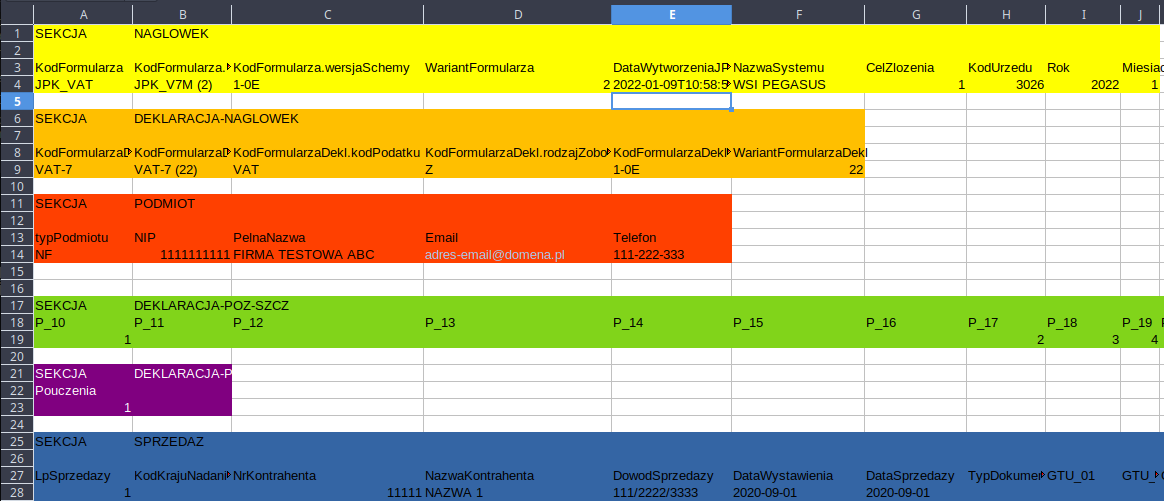 A B C D E F G H I J
1 SEKCJA NAGLOWEK
2
3 KodFormularza KodFormularza. KodFormularza.wersjaSchemy WariantFormularza DataWytworzeniaJP NazwaSystemu CelZlozenia KodUrzedu Rok Miesiac
4 JPK_VAT JPK_V7M (2) 1-0E 2 2022-01-09T10:58:5 WSI PEGASUS 1 3026 2022 1
5
6 SEKCJA DEKLARACJA-NAGLOWEK
7
8 KodFormularzaD KodFormularzaD KodFormularzaDekl.kodPodatku KodFormularzaDekl.rodzajZobo KodFormularzaDekl WariantFormularzaDekl
9 VAT-7 VAT-7 (22) VAT Z 1-0E 22
10
11 SEKCJA PODMIOT
12
13 typPodmiotu NIP PelnaNazwa Email Telefon
14 NF 1111111111 FIRMA TESTOWA ABC adres-email@domena.pl 111-222-333
15
16
17 SEKCJA DEKLARACJA-POZ-SZCZ
18 P_10 P_11 P_12 P_13 P_14 P_15 P_16 P_17 P_18 P_19
19 1 2 3 4
20
21 SEKCJA DEKLARACJA-P
22 Pouczenia
23 1
24
25 SEKCJA SPRZEDAZ
26
27 LpSprzedazy KodKrajuNadani NrKontrahenta NazwaKontrahenta DowodSprzedazy DataWystawienia DataSprzedazy TypDokumen GTU_01 GTU_
28 1 11111 NAZWA 1 111/2222/3333 2020-09-01 2020-09-01